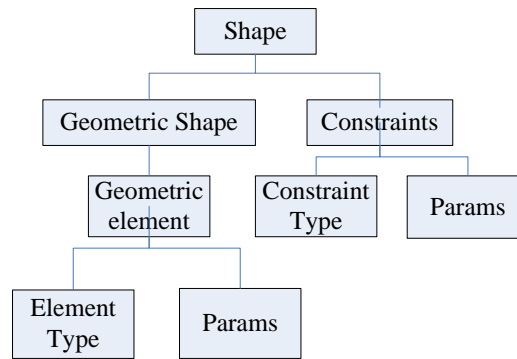 Shape
Geometric Shape
Constraints
Geometric
element
Constraint
Type
Params
Element
Type
Params